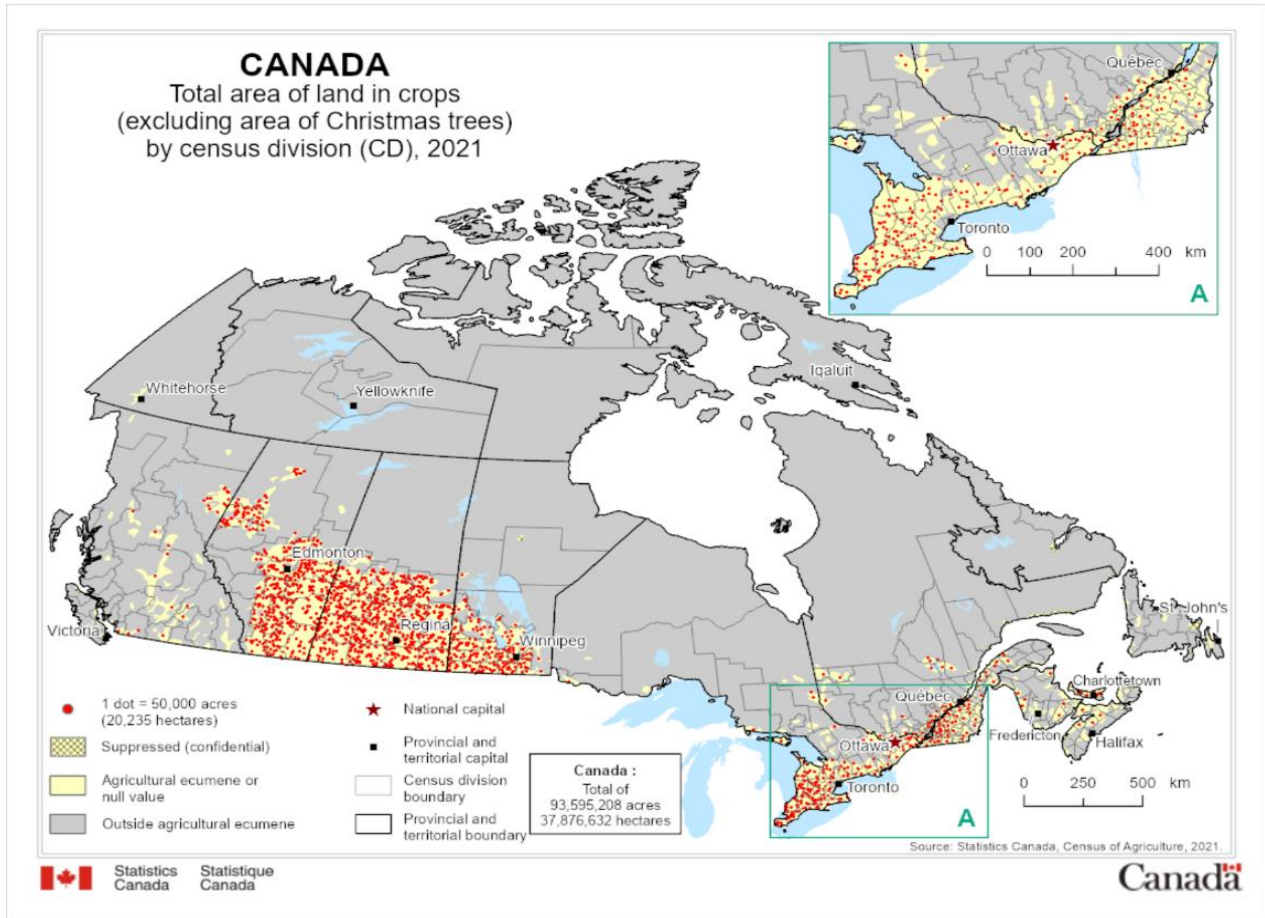 CANADA
Total area of land in crops
(excluding area of Christmas trees)
by census division (CD), 2021
Québec
Ottawa
Toronto
0 100 200 400 km
A
Whitehorse
Yellowknife
Iqaluit
Edmonton
Regina
Winnipeg
Victoria
St. John's
Charlottetown
Québec
Fredericton
Halifax
Ottawa
Toronto
A
0 250 500 km
1 dot = 50,000 acres
(20,235 hectares)
Suppressed (confidential)
Agricultural ecumene or
null value
Outside agricultural ecumene
National capital
Provincial and
territorial capital
Census division
boundary
Provincial and
territorial boundary
Canada :
Total of
93,595,208 acres
37,876,632 hectares
Source: Statistics Canada, Census of Agriculture, 2021.
Statistics
Canada
Statistique
Canada
Canada